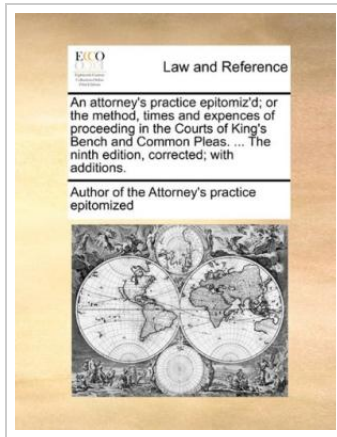 ECCO
Law and Reference
An attorney's practice epitomiz'd; or
the method, times and expences of
proceeding in the Courts of King's
Bench and Common Pleas. ... The
ninth edition, corrected; with
additions.
Author of the Attorney's practice
epitomized